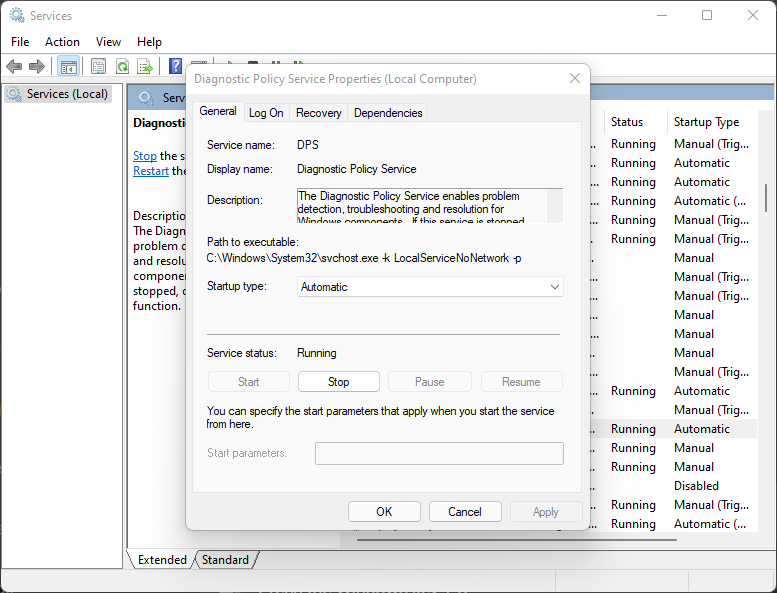 Services
File Action View Help
Services (Local)
Diagnostic Policy Service Properties (Local Computer)
General Log On Recovery Dependencies
Service name: DPS
Display name: Diagnostic Policy Service
Description: The Diagnostic Policy Service enables problem
detection, troubleshooting and resolution for
Windows components. If this service is stopped
Path to executable:
C:\Windows\System32\svchost.exe -k LocalServiceNoNetwork -p
Startup type: Automatic
Service status: Running
Start Stop Pause Resume
You can specify the start parameters that apply when you start the service
from here.
Start parameters:
OK Cancel Apply
Stop the
Restart the
The
problem
and
stopped,
function.
Status Startup Type
Running Manual (Trig...
Running Automatic
Running Automatic
Running Automatic (...
Running Manual (Trig...
Running Manual (Trig...
Manual
Manual (Trig...
Manual (Trig...
Manual
Manual
Manual
Manual (Trig...
Running Automatic
Manual (Trig...
Running Automatic
Running Manual
Running Manual
Disabled
Running Manual (Trig...
Running Automatic (...
Extended Standard